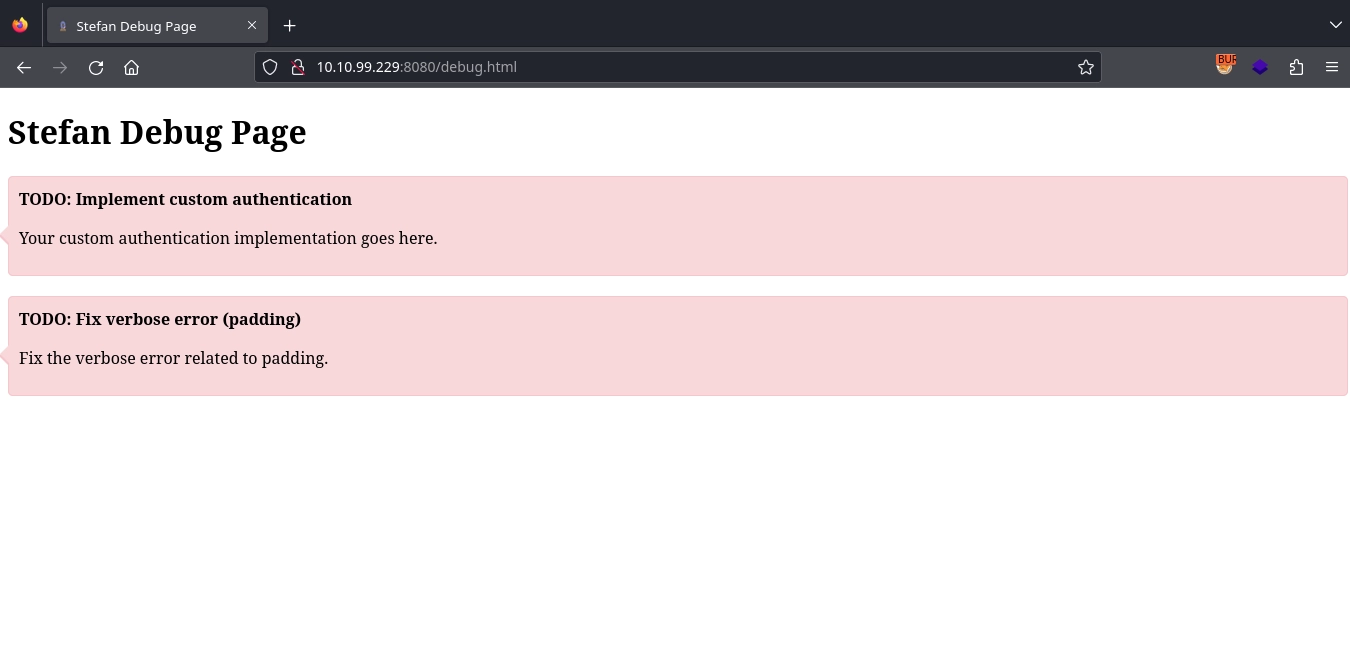 Stefan Debug Page
10.10.99.229:8080/debug.html
BUR
Stefan Debug Page
TODO: Implement custom authentication
Your custom authentication implementation goes here.
TODO: Fix verbose error (padding)
Fix the verbose error related to padding.